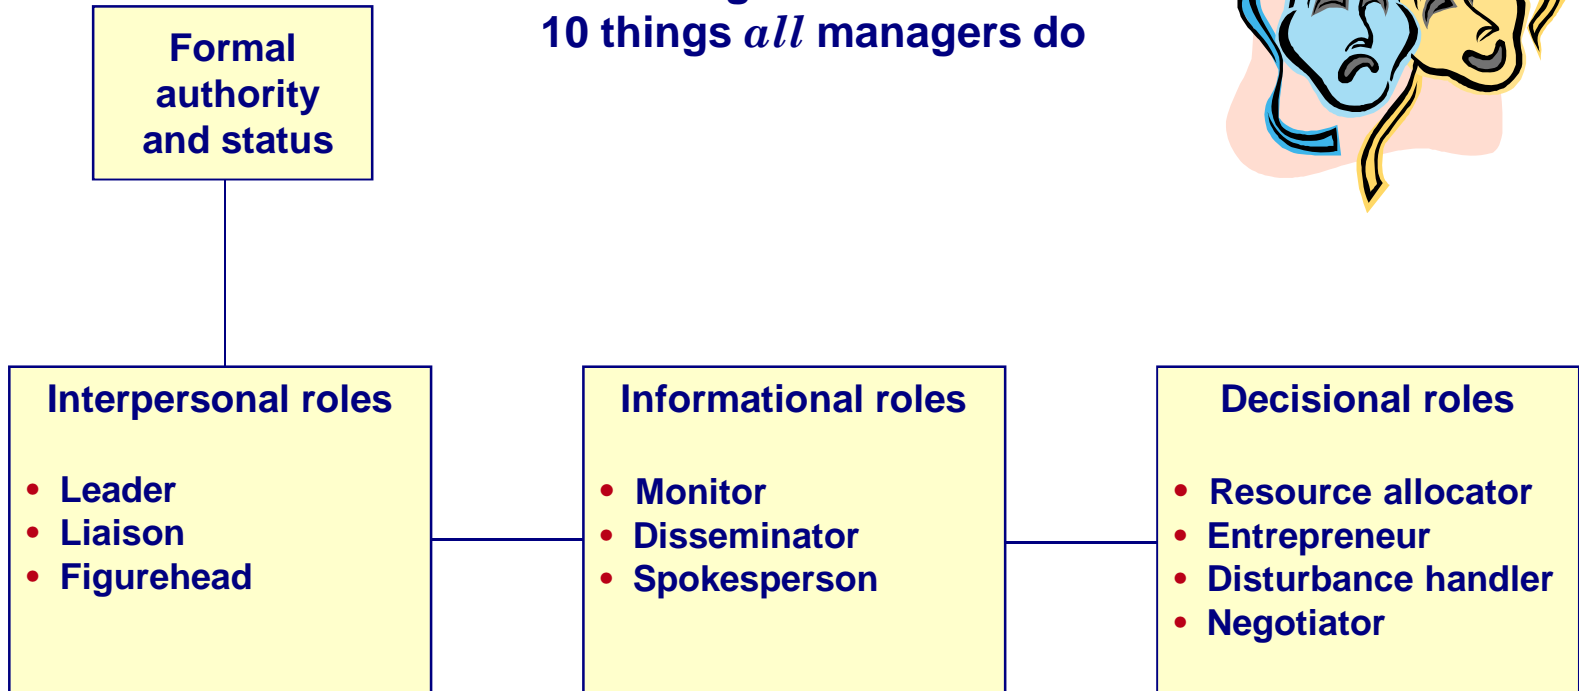 10 things all managers do
Formal
authority
and status
Interpersonal roles
• Leader
• Liaison
• Figurehead
Informational roles
• Monitor
• Disseminator
• Spokesperson
Decisional roles
• Resource allocator
• Entrepreneur
• Disturbance handler
• Negotiator